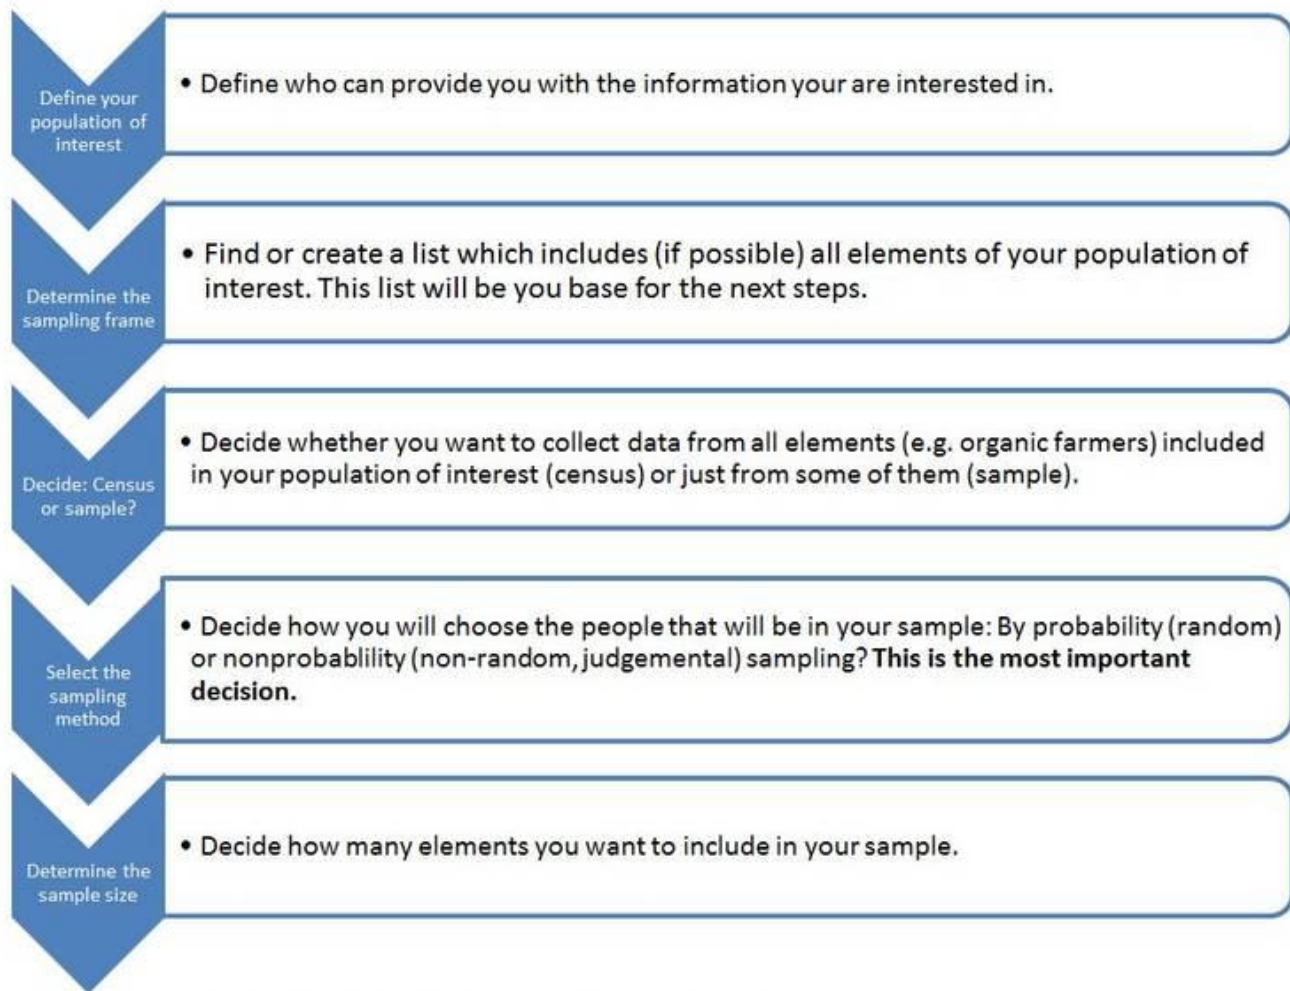 Define your
population of
interest
• Define who can provide you with the information your are interested in.
Determine the
sampling frame
• Find or create a list which includes (if possible) all elements of your population of
interest. This list will be you base for the next steps.
Decide: Census
or sample?
• Decide whether you want to collect data from all elements (e.g. organic farmers) included
in your population of interest (census) or just from some of them (sample).
Select the
sampling
method
• Decide how you will choose the people that will be in your sample: By probability (random)
or nonprobablility (non-random, judgemental) sampling? This is the most important
decision.
Determine the
sample size
• Decide how many elements you want to include in your sample.